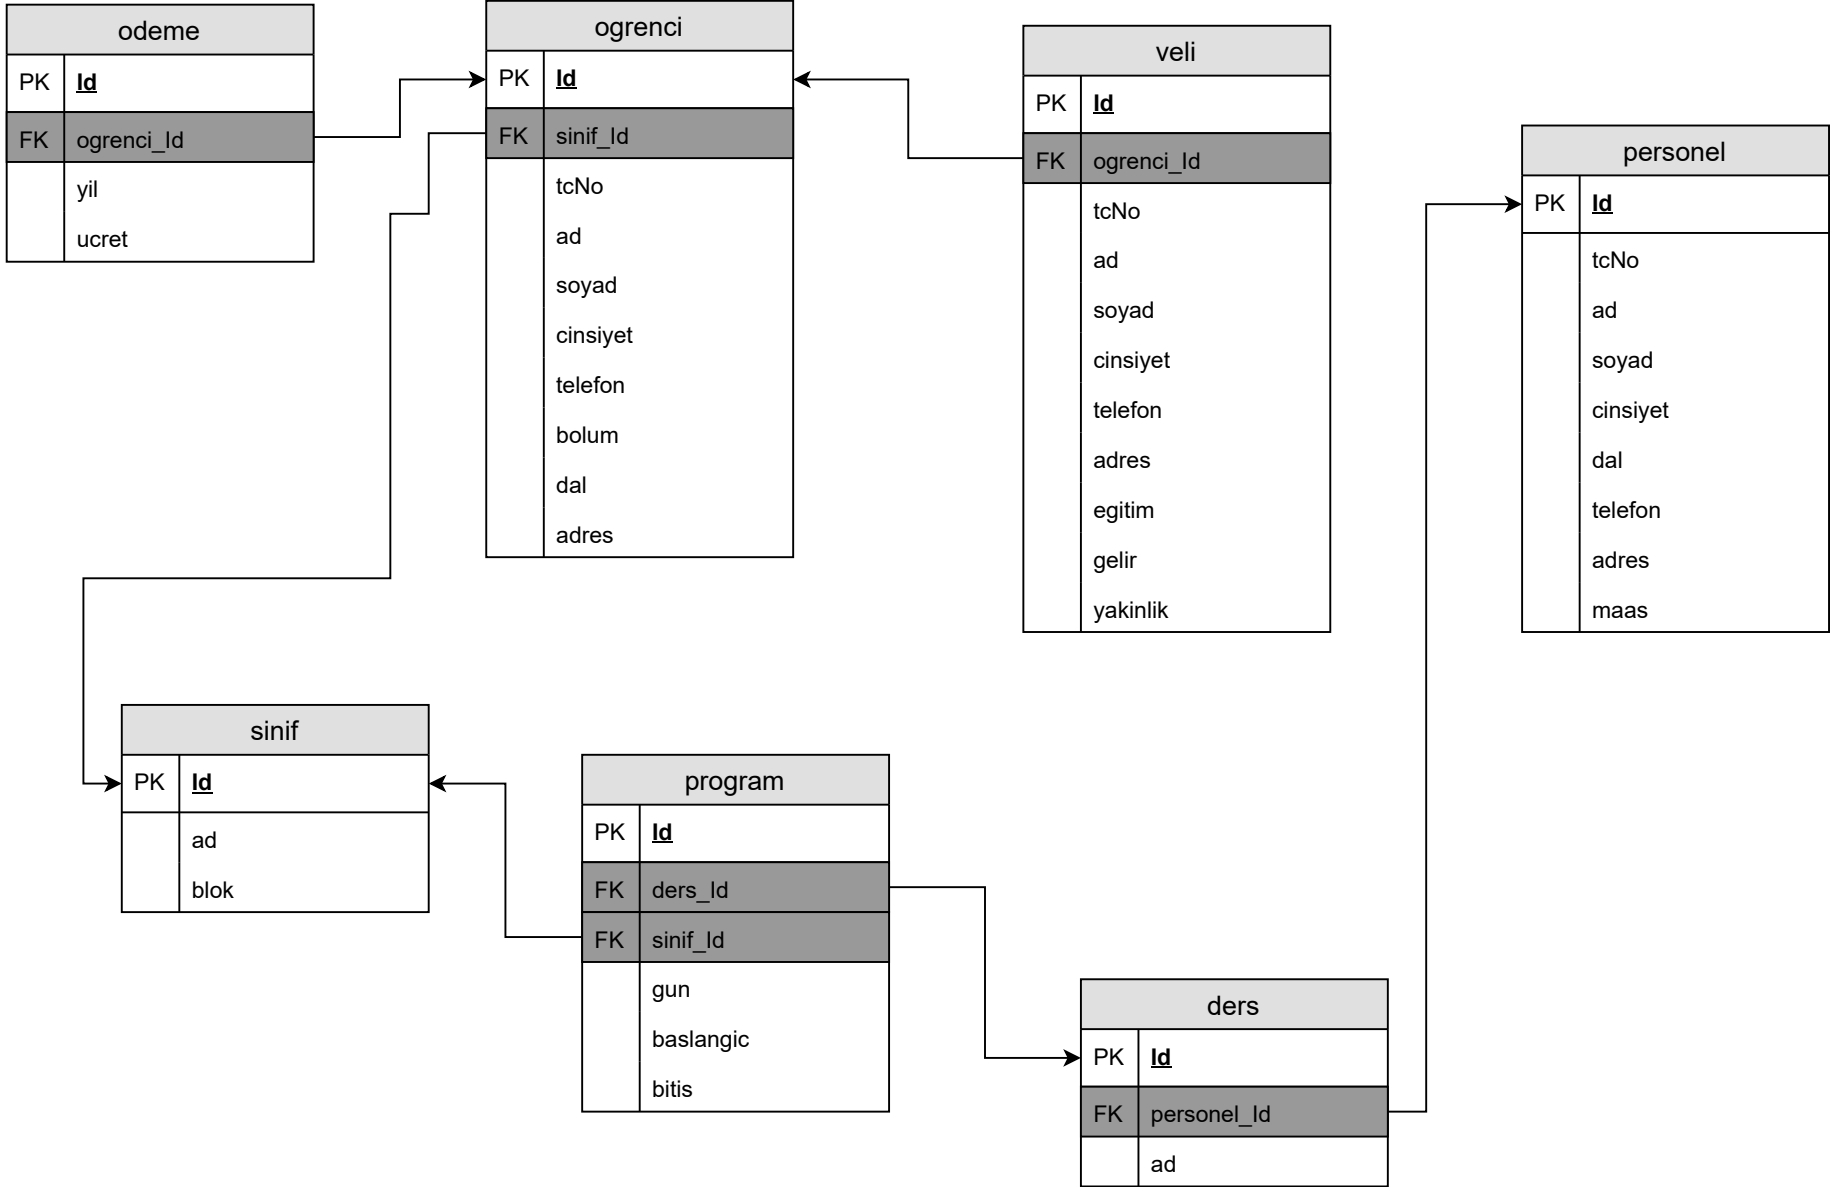 odeme
PK Id
FK ogrenci_Id
yil
ucret
ogrenci
PK Id
FK sinif_Id
tcNo
ad
soyad
cinsiyet
telefon
bolum
dal
adres
veli
PK Id
FK ogrenci_Id
tcNo
ad
soyad
cinsiyet
telefon
adres
egitim
gelir
yakinlik
personel
PK Id
tcNo
ad
soyad
cinsiyet
dal
telefon
adres
maas
sinif
PK Id
ad
blok
program
PK Id
FK ders_Id
FK sinif_Id
gun
baslangic
bitis
ders
PK Id
FK personel_Id
ad